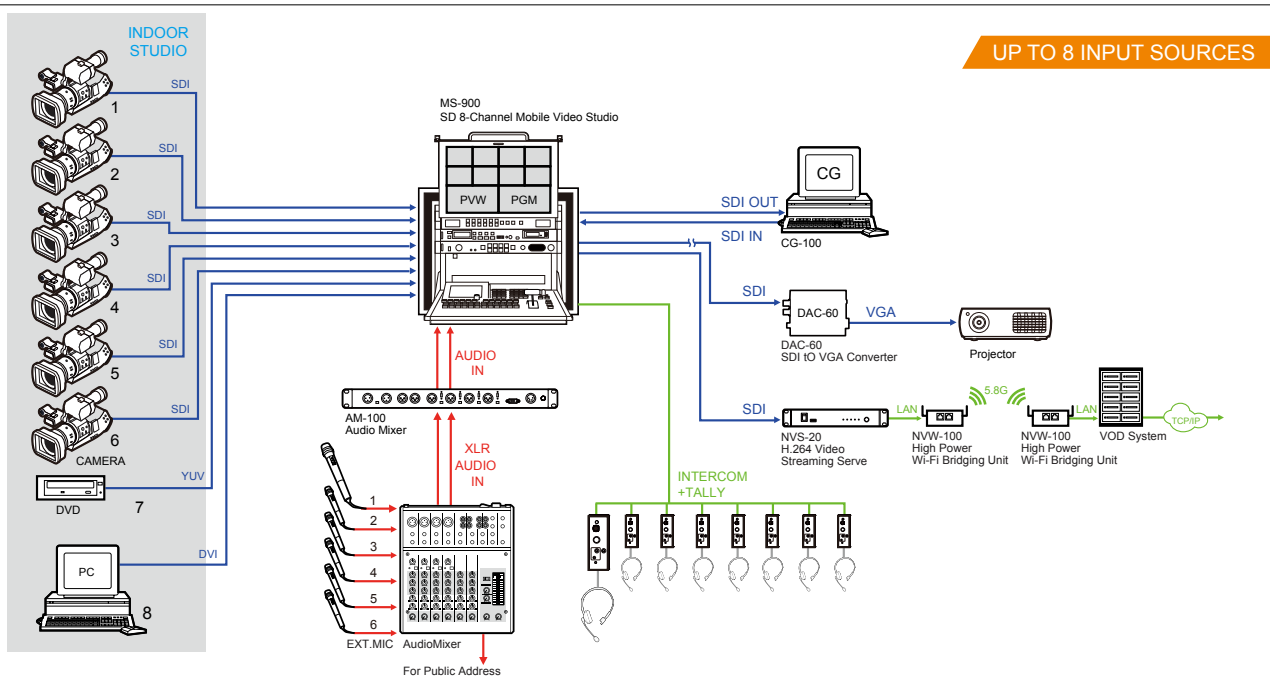 INDOOR
STUDIO
UP TO 8 INPUT SOURCES
SDI
1
SDI
2
SDI
3
SDI
4
SDI
5
SDI
6
CAMERA
YUV
DVD
7
DVI
PC
8
MS-900
SD 8-Channel Mobile Video Studio
PVW
PGM
AUDIO
IN
AM-100
Audio Mixer
XLR
AUDIO
IN
1
2
3
4
5
6
EXT.MIC
AudioMixer
For Public Address
SDI OUT
SDI IN
CG
CG-100
SDI
DAC-60
DAC-60
SDI tO VGA Converter
VGA
Projector
SDI
NVS-20
H.264 Video
Streaming Serve
LAN
NVW-100
High Power
Wi-Fi Bridging Unit
5.8G
NVW-100
High Power
Wi-Fi Bridging Unit
LAN
VOD System
TCP/IP
INTERCOM
+TALLY